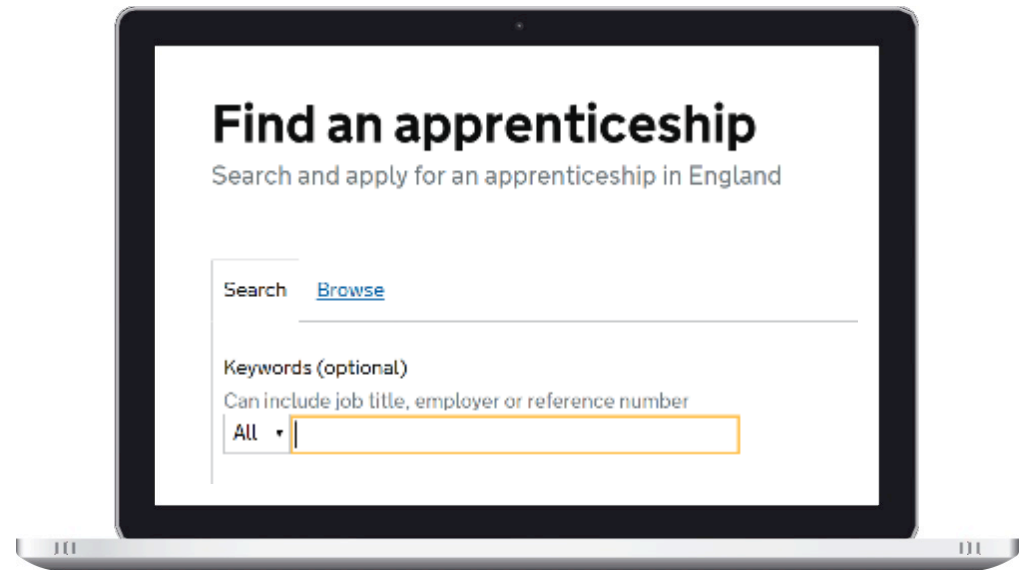 Find an apprenticeship
Search and apply for an apprenticeship in England
Search Browse
Keywords (optional)
Can include job title, employer or reference number
All